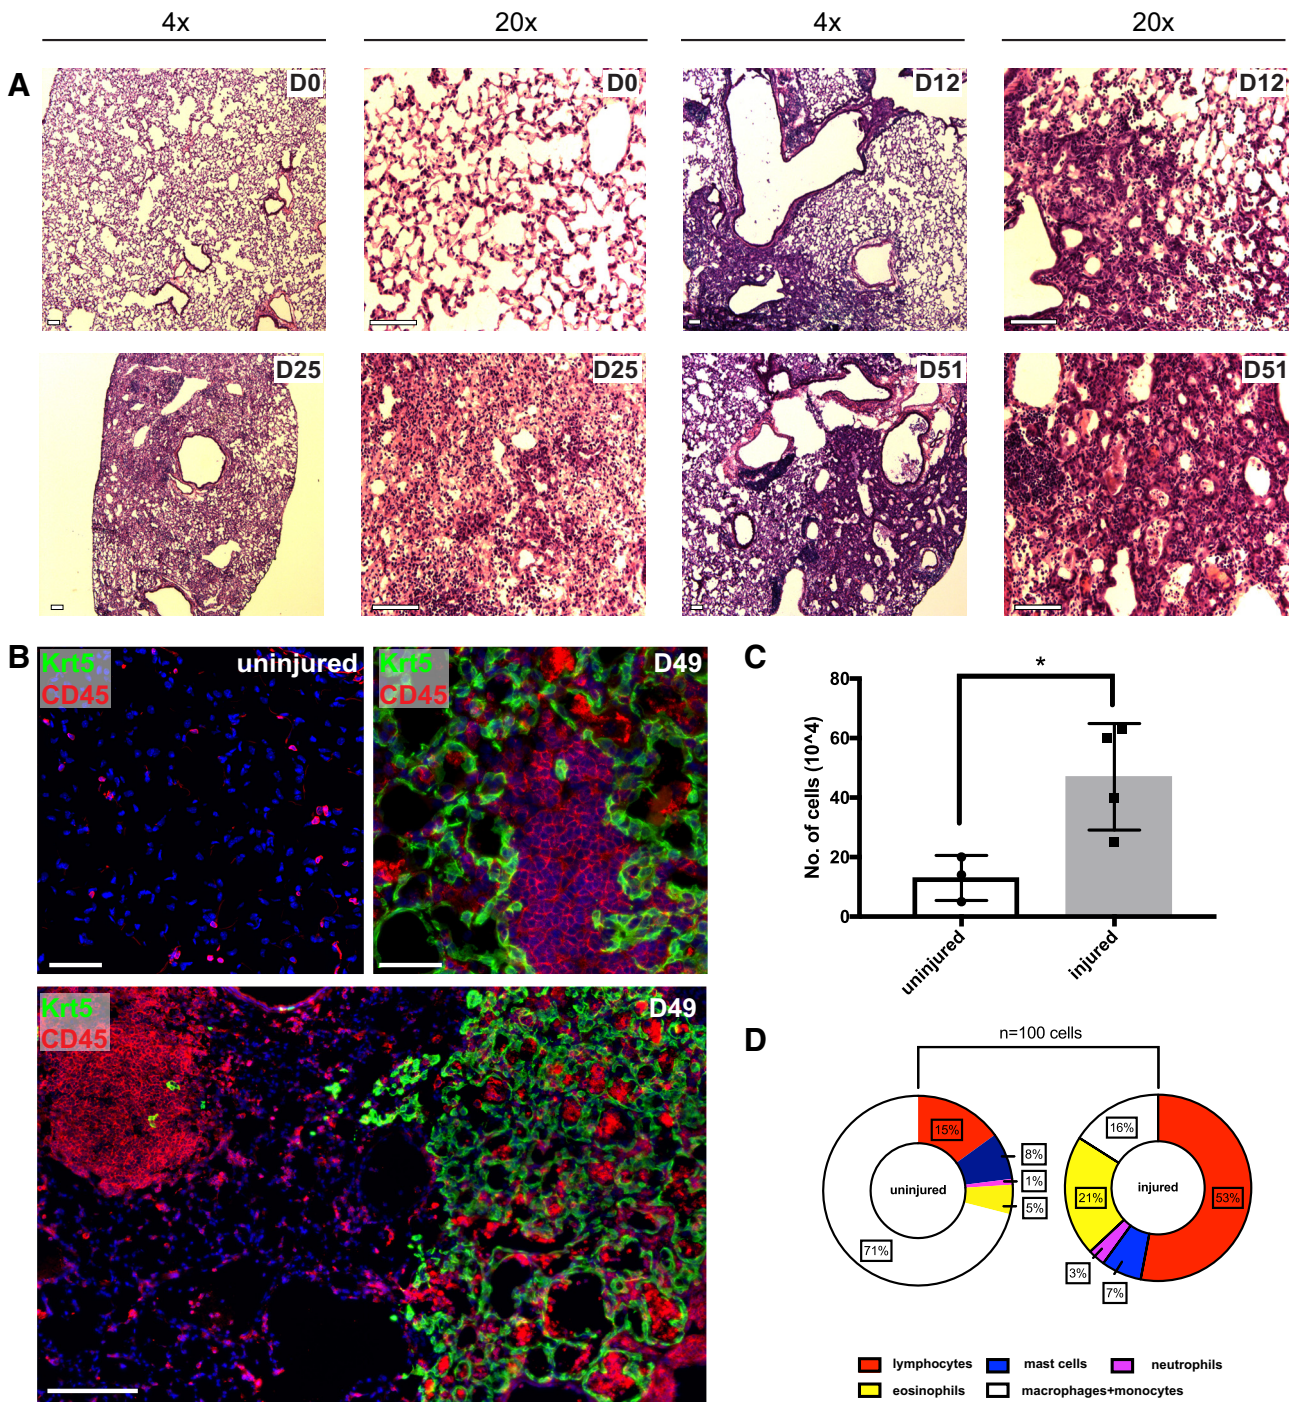 4x 20x 4x 20x
A
D0 D0 D12 D12
D25 D25 D51 D51
B
Krt5
CD45
uninjured
Krt5
CD45
D49
Krt5
CD45
D49
C
*
No. of cells (10^4)
80
60
40
20
0
uninjured
injured
D
n=100 cells
uninjured
15%
8%
1%
5%
71%
injured
16%
21%
53%
3%
7%
lymphocytes mast cells neutrophils
eosinophils macrophages+monocytes